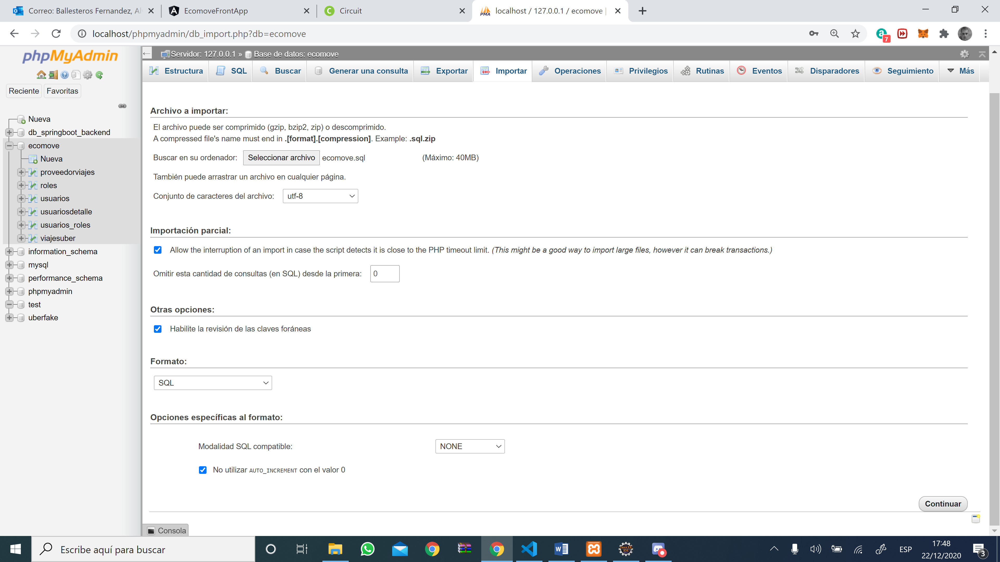 Correo: Ballesteros Fernandez, Al
EcomoveFrontApp
Circuit
localhost / 127.0.0.1 / ecomove |
localhost/phpmyadmin/db_import.php?db=ecomove
7
phpMyAdmin
Reciente Favoritas
Nueva
db_springboot_backend
ecomove
Nueva
proveedorviajes
roles
usuarios
usuariosdetalle
usuarios_roles
viajesuber
information_schema
mysql
performance_schema
phpmyadmin
test
uberfake
Servidor: 127.0.0.1 » Base de datos: ecomove
Estructura SQL Buscar Generar una consulta Exportar Importar Operaciones Privilegios Rutinas Eventos Disparadores Seguimiento Más
Archivo a importar:
El archivo puede ser comprimido (gzip, bzip2, zip) o descomprimido.
A compressed file's name must end in .[format].[compression]. Example: .sql.zip
Buscar en su ordenador: Seleccionar archivo ecomove.sql (Máximo: 40MB)
También puede arrastrar un archivo en cualquier página.
Conjunto de caracteres del archivo: utf-8
Importación parcial:
Allow the interruption of an import in case the script detects it is close to the PHP timeout limit. (This might be a good way to import large files, however it can break transactions.)
Omitir esta cantidad de consultas (en SQL) desde la primera: 0
Otras opciones:
Habilite la revisión de las claves foráneas
Formato:
SQL
Opciones específicas al formato:
Modalidad SQL compatible: NONE
No utilizar AUTO_INCREMENT con el valor 0
Continuar
Consola
Escribe aquí para buscar
ESP
17:48
22/12/2020
3